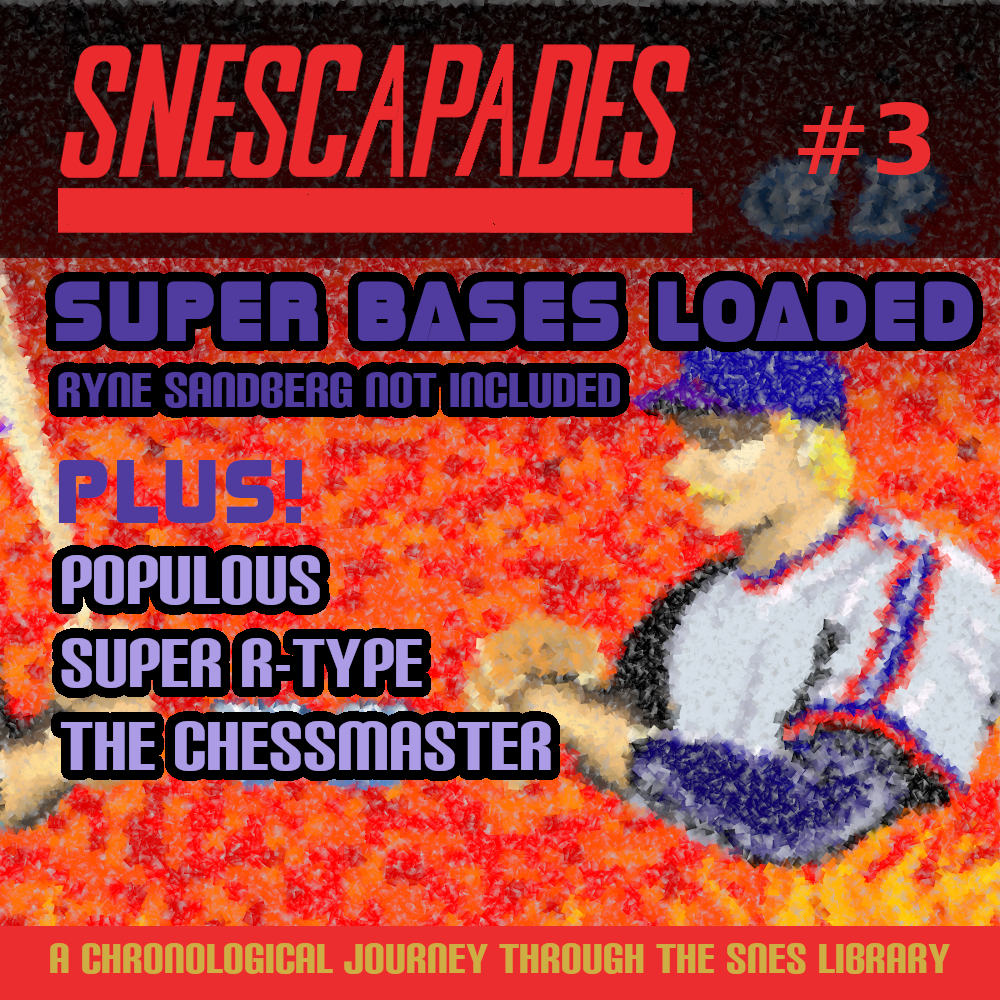 SNESCAPADES
#3
SUPER BASES LOADED
RYNE SANDBERG NOT INCLUDED
PLUS!
POPULOUS
SUPER R-TYPE
THE CHESSMASTER
A CHRONOLOGICAL JOURNEY THROUGH THE SNES LIBRARY